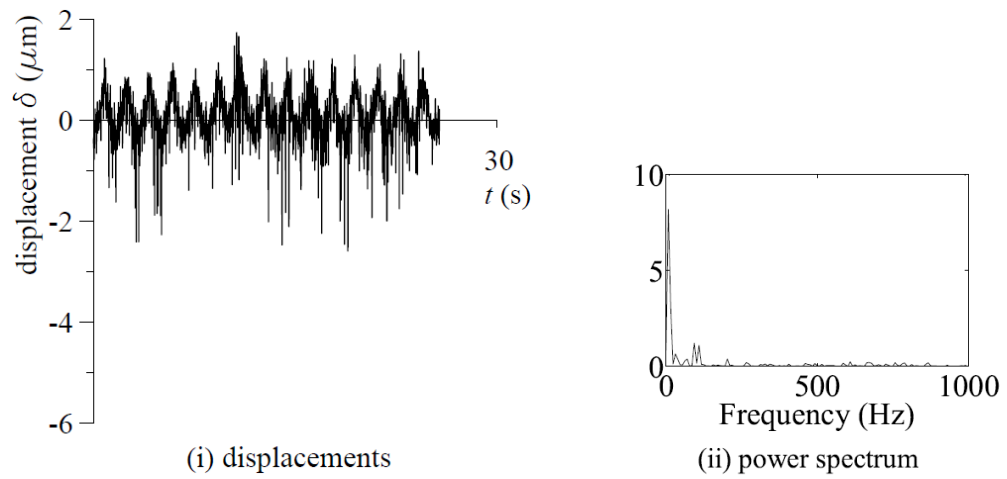 2
0
-2
-4
-6
displacement δ (μm)
30
t (s)
(i) displacements
10
5
0
0 500 1000
Frequency (Hz)
(ii) power spectrum